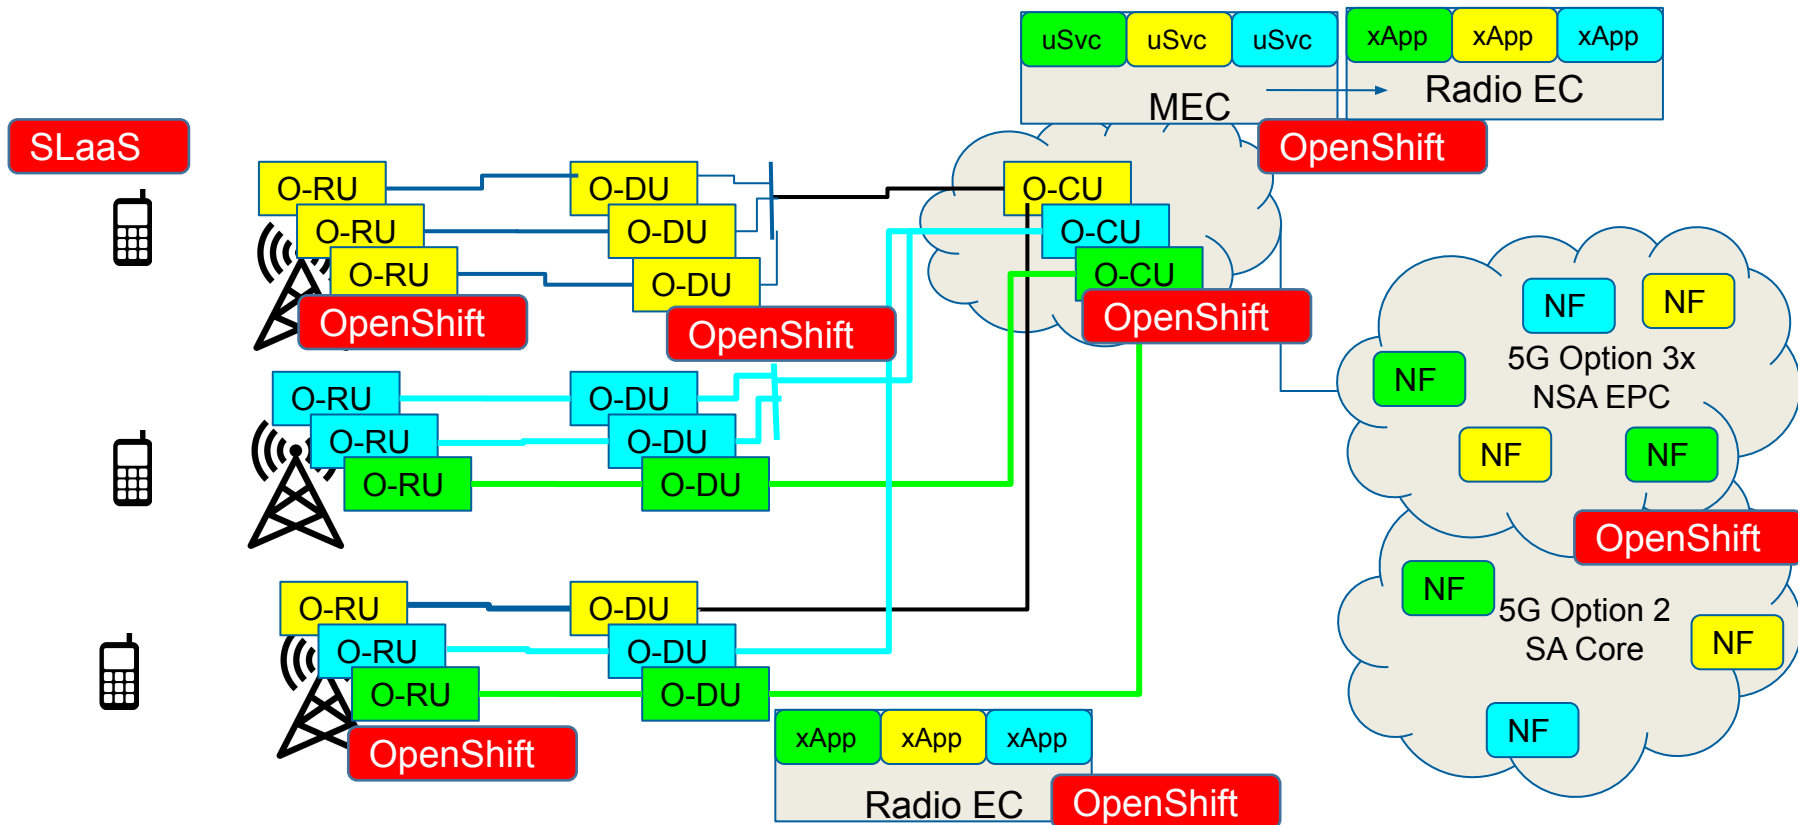 uSvc uSvc uSvc
xApp xApp xApp
MEC
Radio EC
OpenShift
SLaaS
O-RU
O-RU
O-RU
OpenShift
O-DU
O-DU
O-DU
OpenShift
O-CU
O-CU
O-CU
OpenShift
O-RU
O-RU
O-RU
O-DU
O-DU
O-DU
O-RU
O-RU
O-RU
OpenShift
O-DU
O-DU
O-DU
xApp xApp xApp
Radio EC
OpenShift
NF
NF
5G Option 3x
NSA EPC
NF
NF
NF
OpenShift
NF
5G Option 2
SA Core
NF
NF